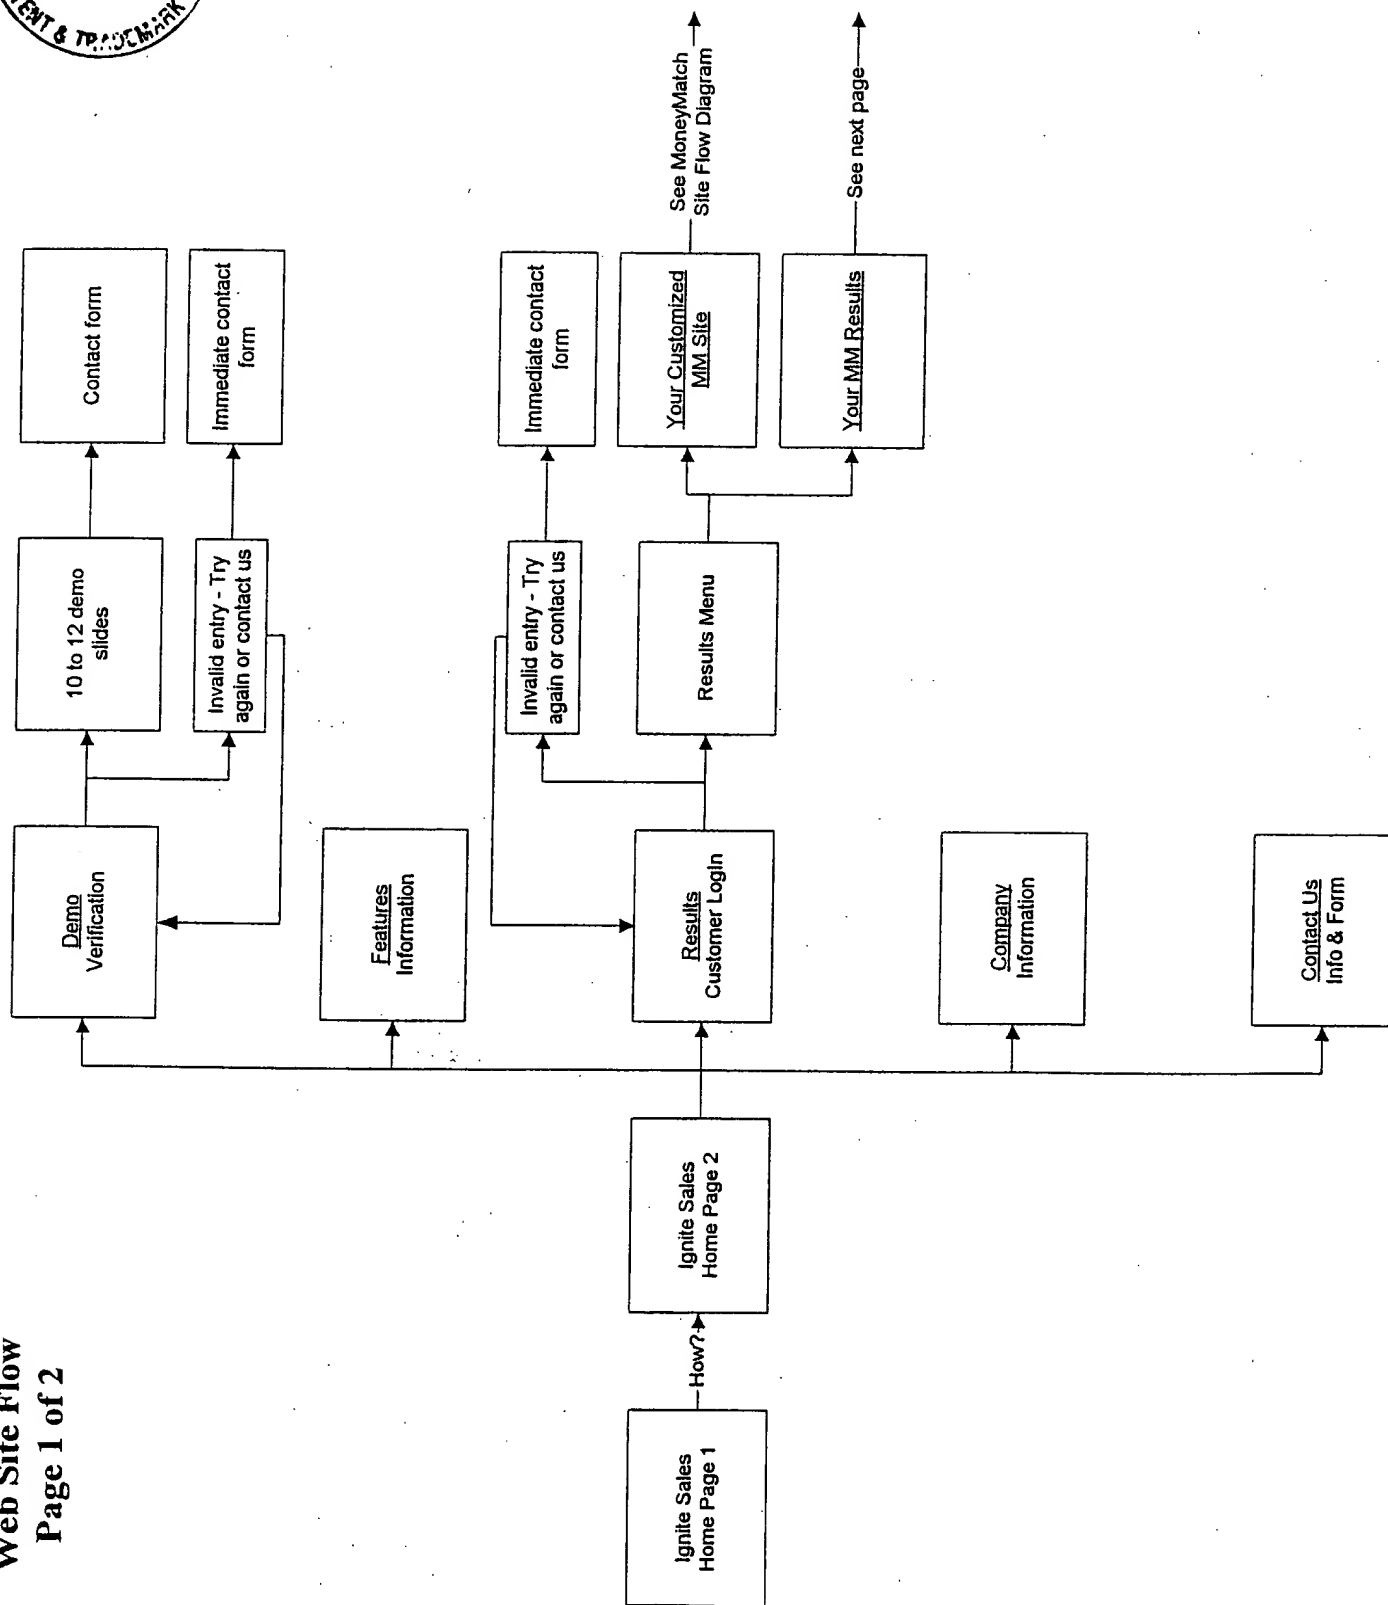 Web Site Flow
Page 1 of 2
ENT & TRADEMARK
Demo
Verification
10 to 12 demo
slides
Contact form
Invalid entry - Try
again or contact us
Immediate contact
form
Features
Information
Invalid entry - Try
again or contact us
Immediate contact
form
Ignite Sales
Home Page 1
How?
Ignite Sales
Home Page 2
Results
Customer Login
Results Menu
Your Customized
MM Site
See MoneyMatch
Site Flow Diagram
Your MM Results
See next page
Company
Information
Contact Us
Info & Form